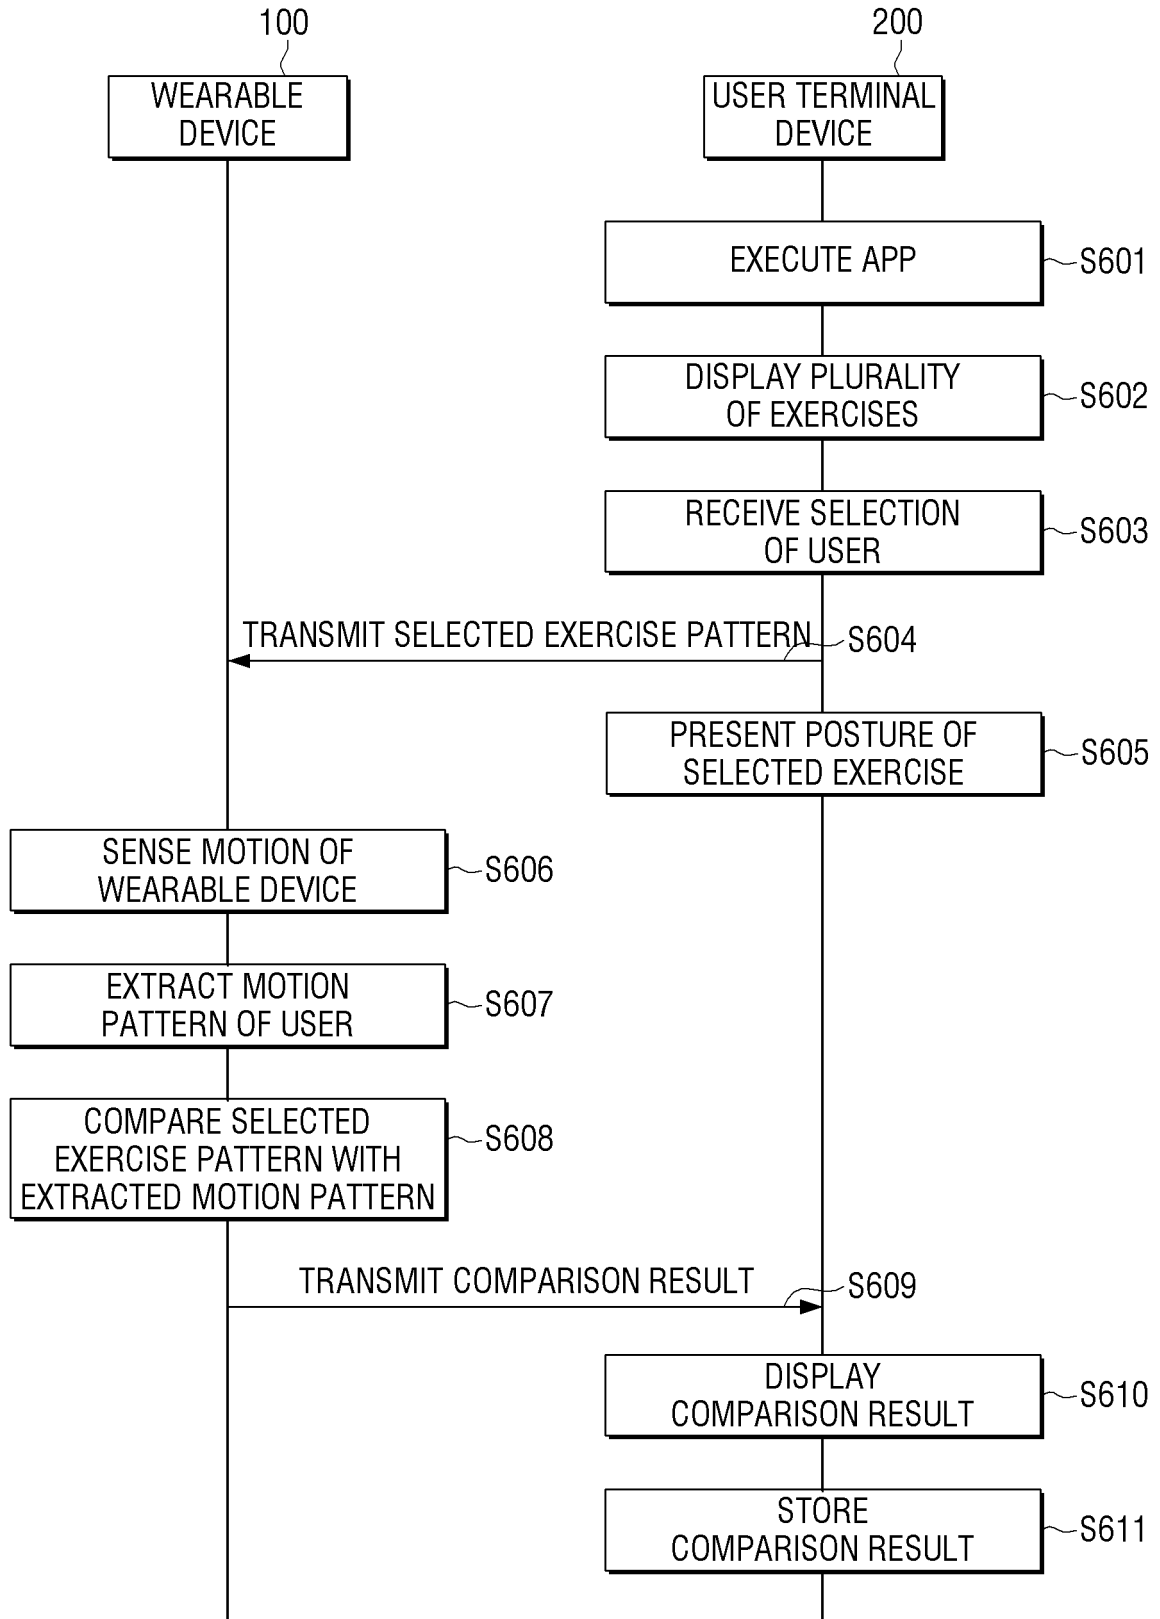 100
200
WEARABLE
DEVICE
USER TERMINAL
DEVICE
EXECUTE APP
S601
DISPLAY PLURALITY
OF EXERCISES
S602
RECEIVE SELECTION
OF USER
S603
TRANSMIT SELECTED EXERCISE PATTERN
S604
PRESENT POSTURE OF
SELECTED EXERCISE
S605
SENSE MOTION OF
WEARABLE DEVICE
S606
EXTRACT MOTION
PATTERN OF USER
S607
COMPARE SELECTED
EXERCISE PATTERN WITH
EXTRACTED MOTION PATTERN
S608
TRANSMIT COMPARISON RESULT
S609
DISPLAY
COMPARISON RESULT
S610
STORE
COMPARISON RESULT
S611